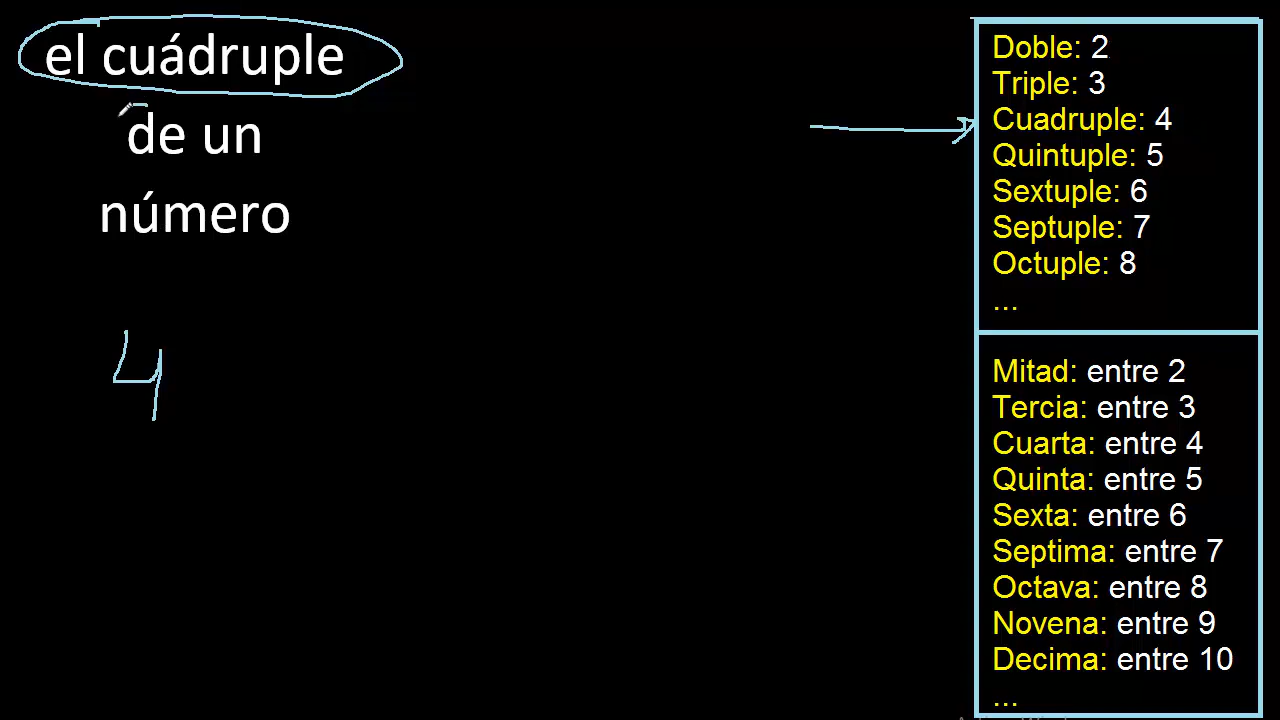 el cuádruple
de un
número
4
Doble: 2
Triple: 3
Cuadruple: 4
Quintuple: 5
Sextuple: 6
Septuple: 7
Octuple: 8
...
Mitad: entre 2
Tercia: entre 3
Cuarta: entre 4
Quinta: entre 5
Sexta: entre 6
Septima: entre 7
Octava: entre 8
Novena: entre 9
Decima: entre 10
...